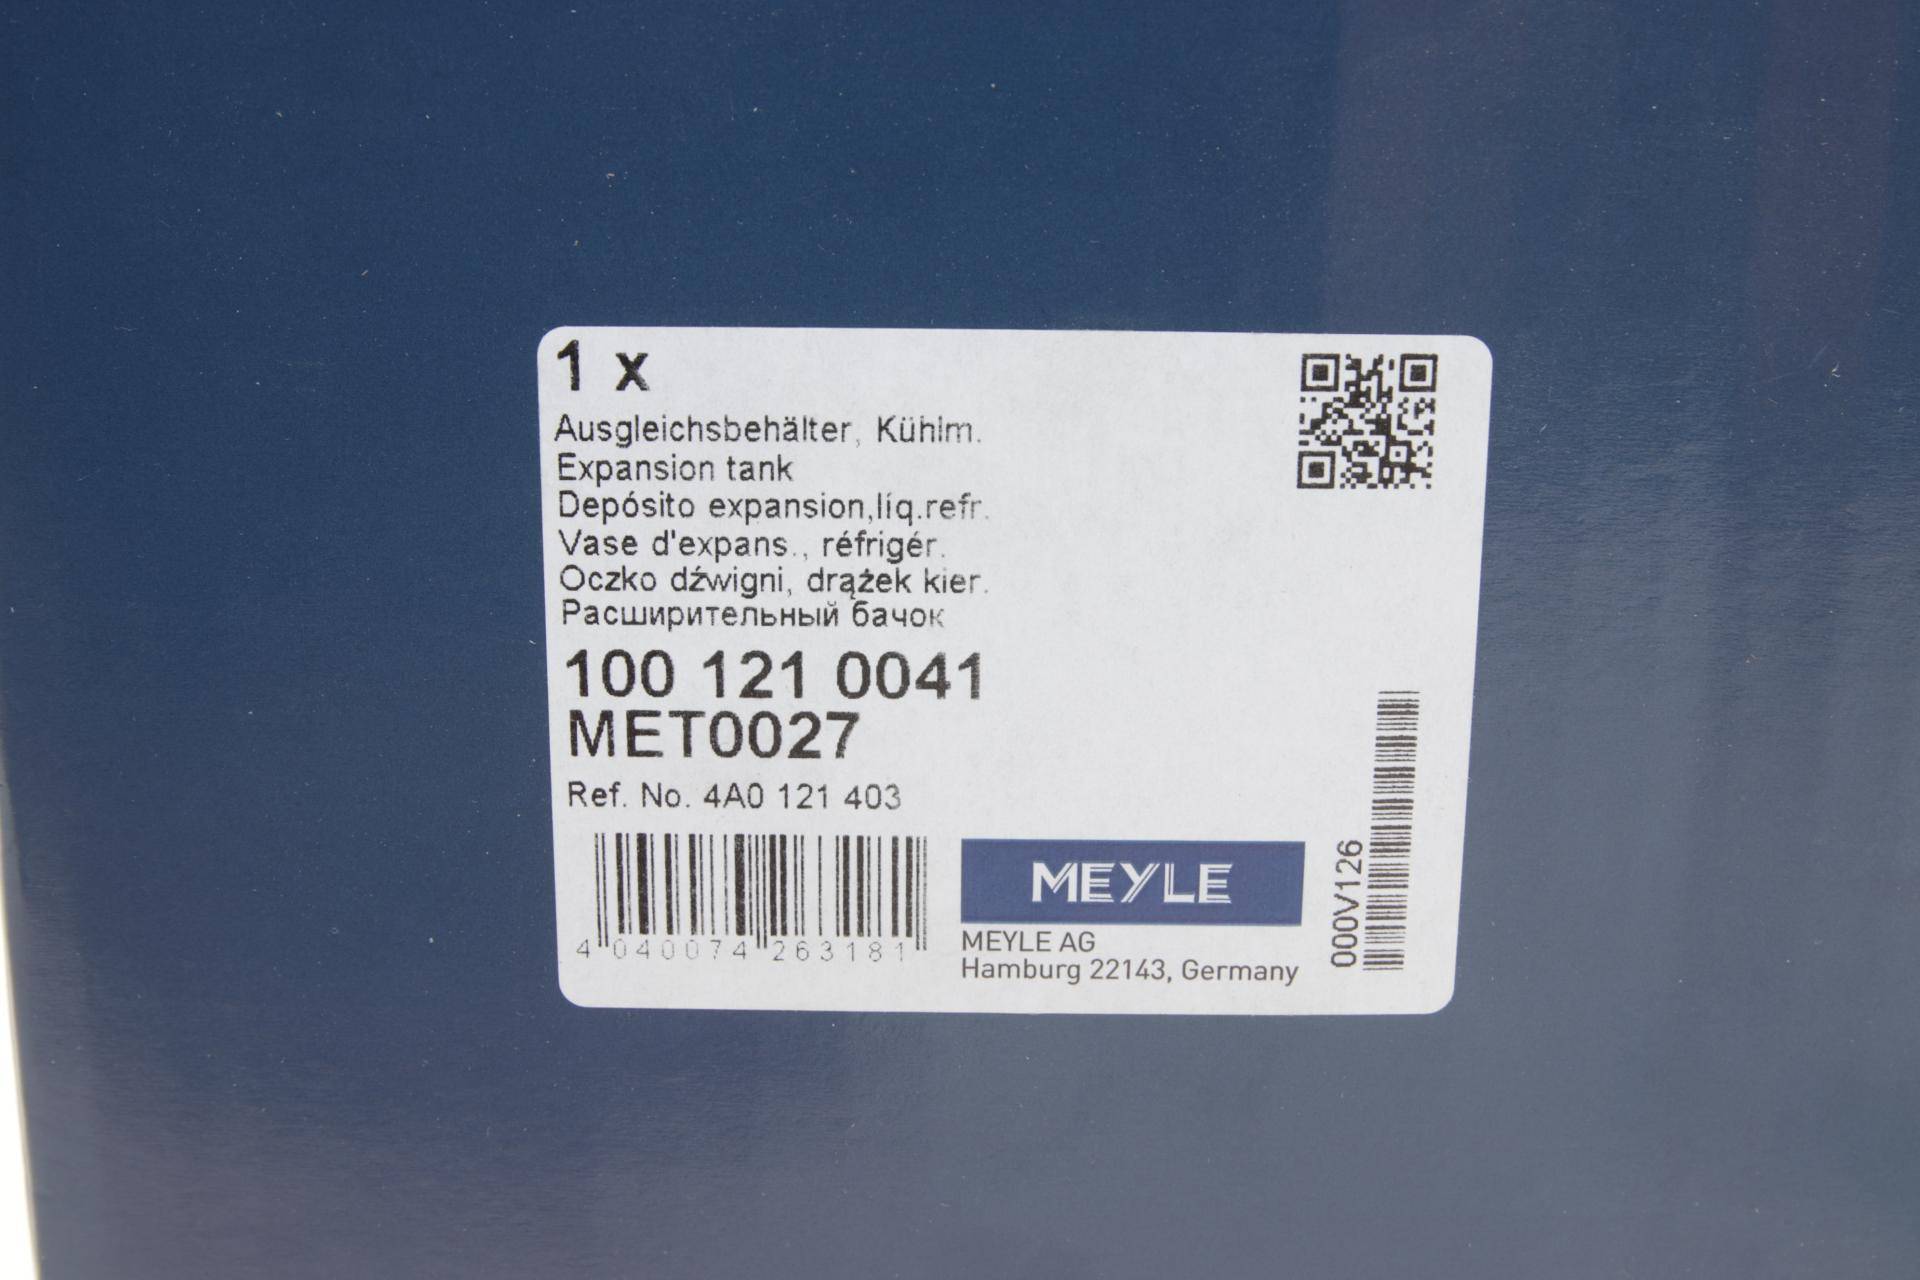 1 x
Ausgleichsbehälter, Kühlm.
Expansion tank
Depósito expansion,líq.refr.
Vase d'expans., réfrigér.
Oczko dźwigni, drążek kier.
Расширительный бачок
100 121 0041
MET0027
Ref. No. 4A0 121 403
4 040074 263181
MEYLE
MEYLE AG
Hamburg 22143, Germany
000V126